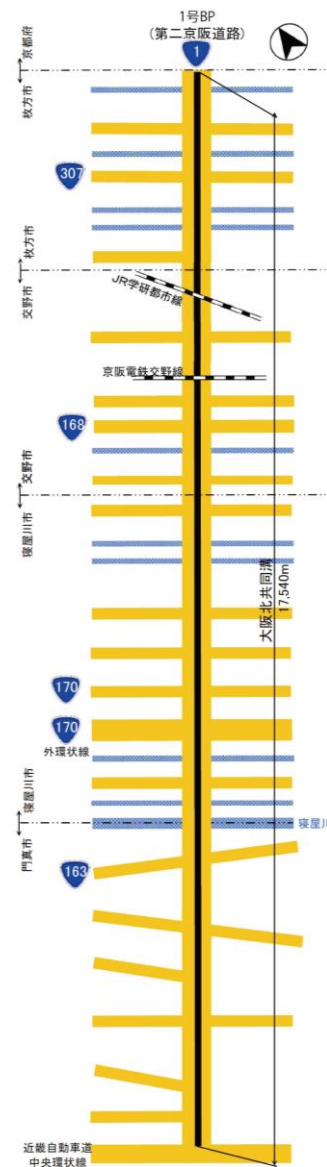 1号BP
(第二京阪道路)
1
京都府
枚方市
307
枚方市
交野市
JR学研都市線
京阪電鉄交野線
168
交野市
寝屋川市
大阪北共同溝
17,540m
170
170
外環状線
寝屋川市
寝屋川
門真市
163
近畿自動車道
中央環状線